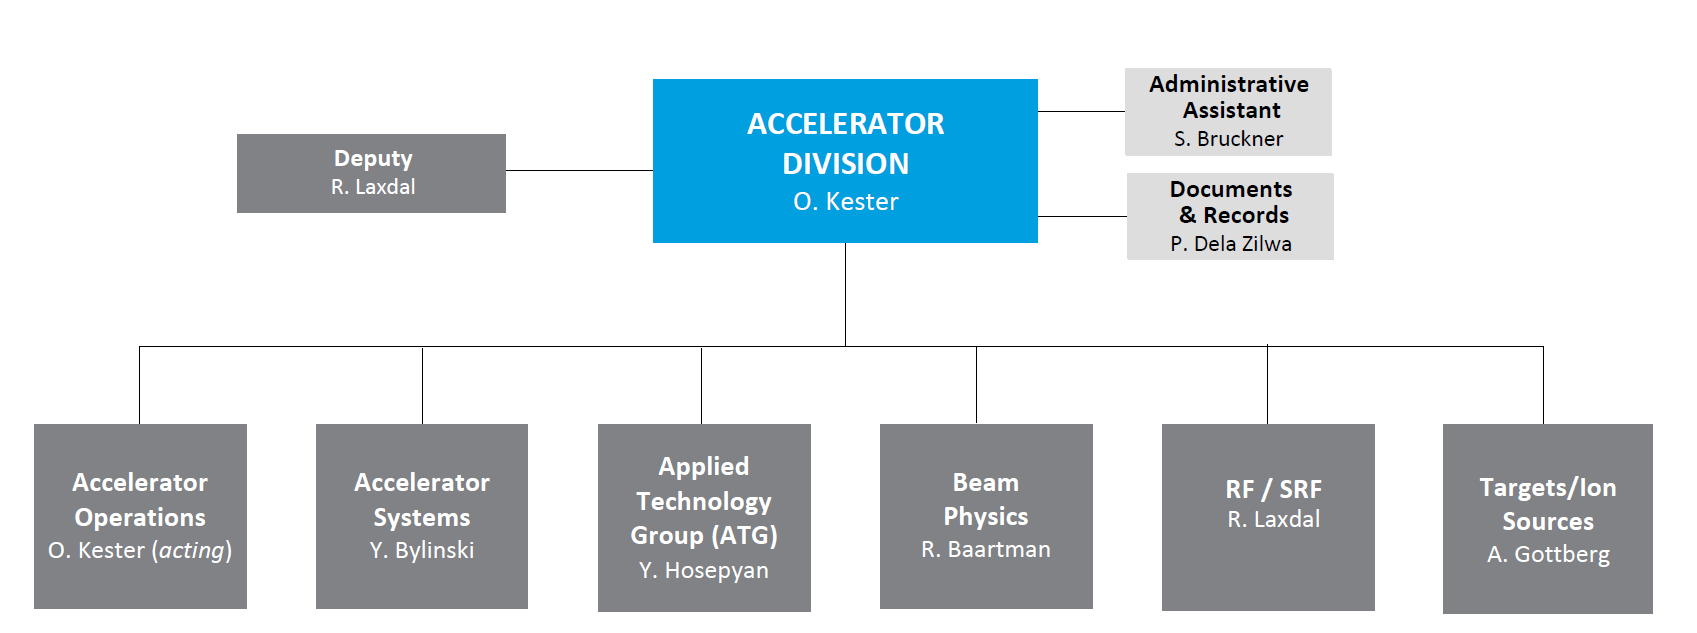 Administrative
Assistant
S. Bruckner
ACCELERATOR
DIVISION
O. Kester
Deputy
R. Laxdal
Documents
& Records
P. Dela Zilwa
Accelerator
Operations
O. Kester (acting)
Accelerator
Systems
Y. Bylinski
Applied
Technology
Group (ATG)
Y. Hosepyan
Beam
Physics
R. Baartman
RF / SRF
R. Laxdal
Targets/Ion
Sources
A. Gottberg